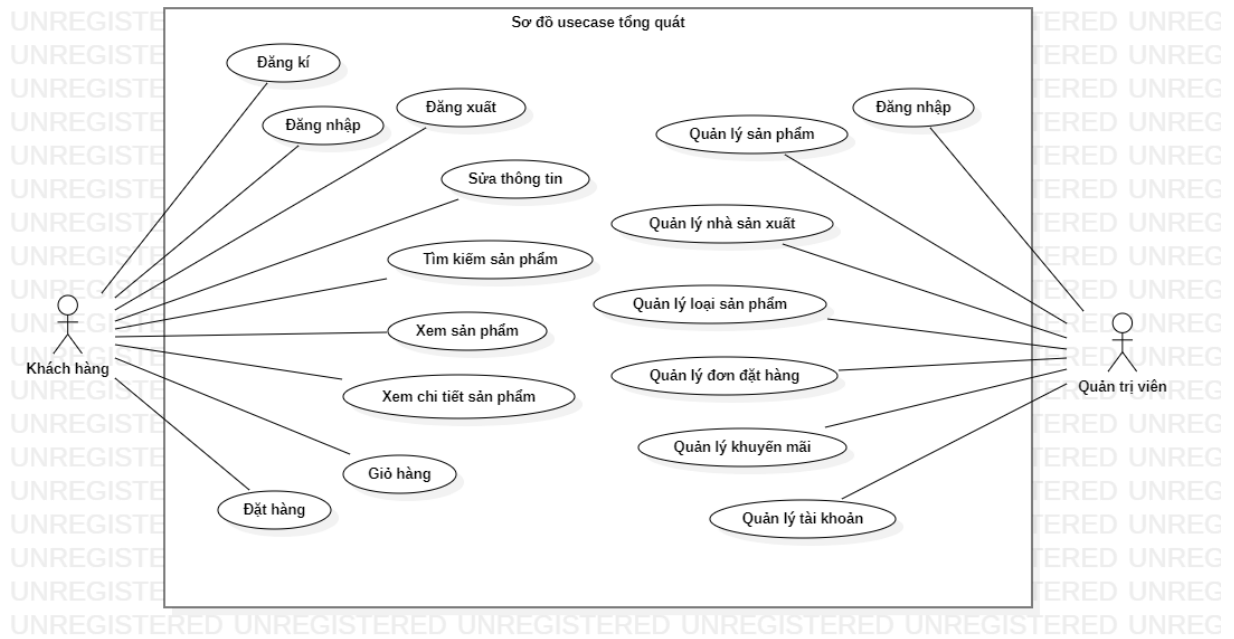 Sơ đồ usecase tổng quát
Đăng kí
Đăng nhập
Đăng xuất
Sửa thông tin
Tìm kiếm sản phẩm
Xem sản phẩm
Xem chi tiết sản phẩm
Giỏ hàng
Đặt hàng
Khách hàng
Đăng nhập
Quản lý sản phẩm
Quản lý nhà sản xuất
Quản lý loại sản phẩm
Quản lý đơn đặt hàng
Quản lý khuyến mãi
Quản lý tài khoản
Quản trị viên
UNREGISTERED UNREGISTERED UNREGISTERED UNREGISTERED UNREG